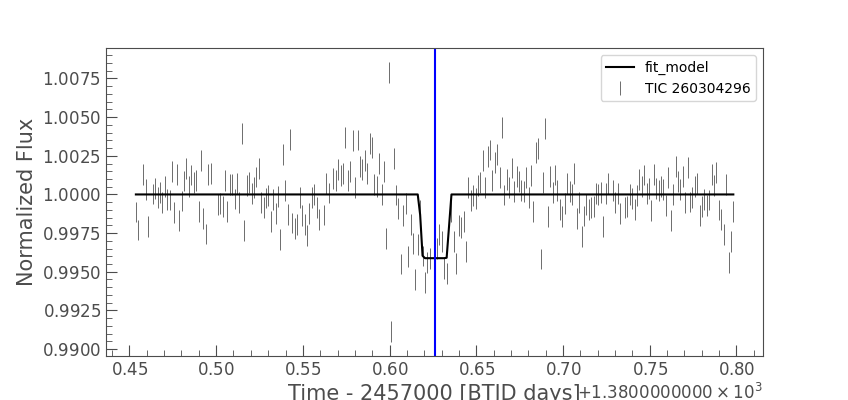 fit_model
TIC 260304296
Normalized Flux
1.0075
1.0050
1.0025
1.0000
0.9975
0.9950
0.9925
0.9900
0.45 0.50 0.55 0.60 0.65 0.70 0.75 0.80
Time - 2457000 [BTJD days]
+1.3800000000 × 10³